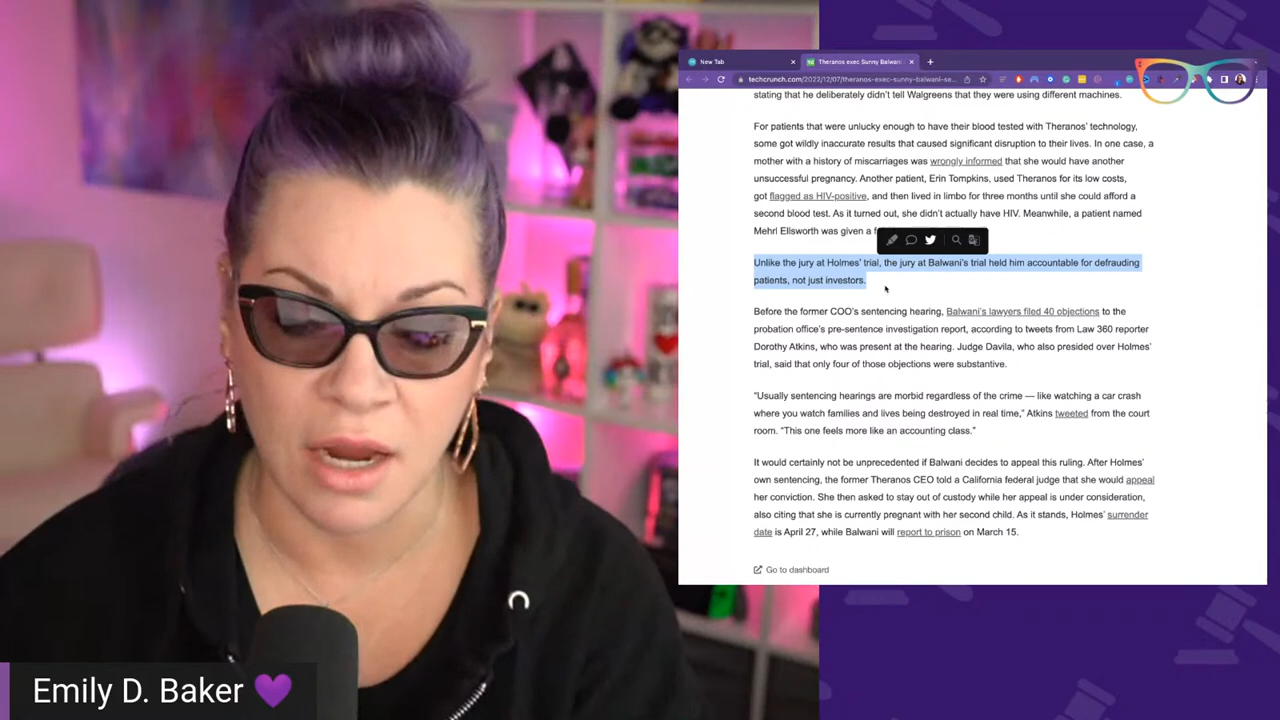 New Tab
Theranos exec Sunny Balwani
techcrunch.com/2022/12/07/theranos-exec-sunny-balwani-se...
stating that he deliberately didn't tell Walgreens that they were using different machines.
For patients that were unlucky enough to have their blood tested with Theranos' technology,
some got wildly inaccurate results that caused significant disruption to their lives. In one case, a
mother with a history of miscarriages was wrongly informed that she would have another
unsuccessful pregnancy. Another patient, Erin Tompkins, used Theranos for its low costs,
got flagged as HIV-positive, and then lived in limbo for three months until she could afford a
second blood test. As it turned out, she didn't actually have HIV. Meanwhile, a patient named
Mehrl Ellsworth was given a f
Unlike the jury at Holmes' trial, the jury at Balwani's trial held him accountable for defrauding
patients, not just investors.
Before the former COO's sentencing hearing, Balwani's lawyers filed 40 objections to the
probation office's pre-sentence investigation report, according to tweets from Law 360 reporter
Dorothy Atkins, who was present at the hearing. Judge Davila, who also presided over Holmes'
trial, said that only four of those objections were substantive.
“Usually sentencing hearings are morbid regardless of the crime — like watching a car crash
where you watch families and lives being destroyed in real time,” Atkins tweeted from the court
room. “This one feels more like an accounting class.”
It would certainly not be unprecedented if Balwani decides to appeal this ruling. After Holmes'
own sentencing, the former Theranos CEO told a California federal judge that she would appeal
her conviction. She then asked to stay out of custody while her appeal is under consideration,
also citing that she is currently pregnant with her second child. As it stands, Holmes' surrender
date is April 27, while Balwani will report to prison on March 15.
Go to dashboard
Emily D. Baker 💜